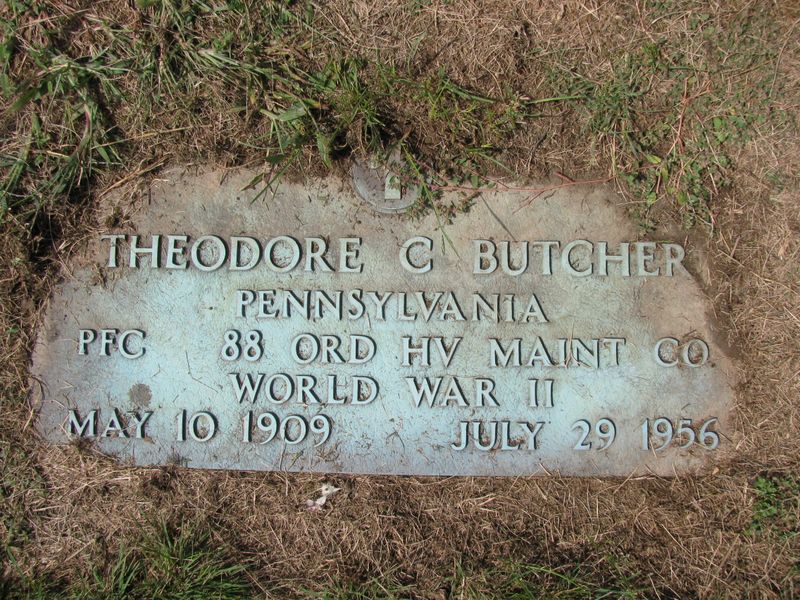 THEODORE C BUTCHER
PENNSYLVANIA
PFC 88 ORD HV MAINT CO
WORLD WAR II
MAY 10 1909 JULY 29 1956